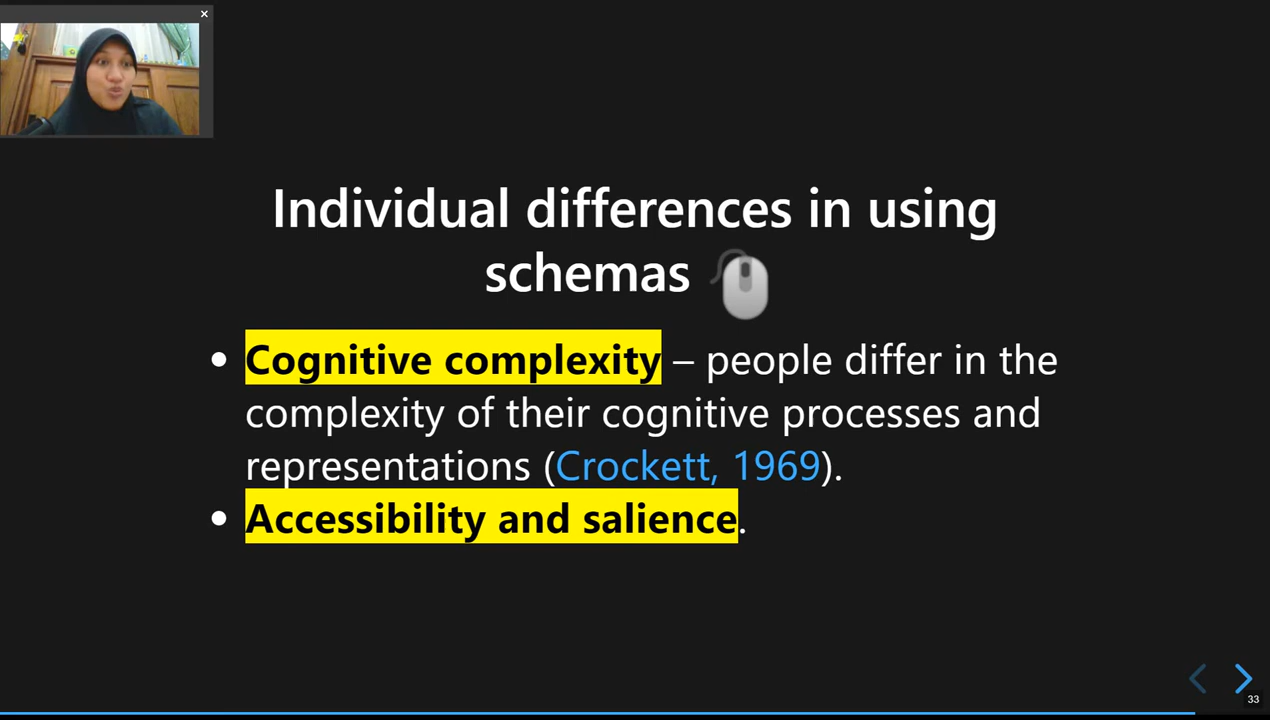 ×
Individual differences in using
schemas
• Cognitive complexity – people differ in the
complexity of their cognitive processes and
representations (Crockett, 1969).
• Accessibility and salience.
33